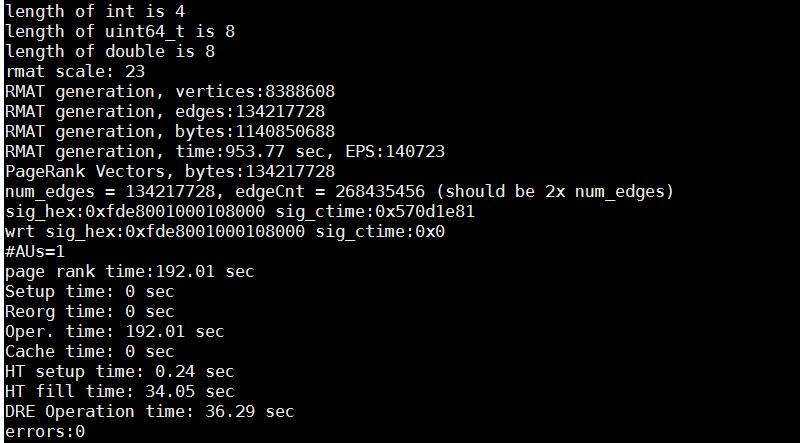 length of int is 4
length of uint64_t is 8
length of double is 8
rmat scale: 23
RMAT generation, vertices:8388608
RMAT generation, edges:134217728
RMAT generation, bytes:1140850688
RMAT generation, time:953.77 sec, EPS:140723
PageRank Vectors, bytes:134217728
num_edges = 134217728, edgeCnt = 268435456 (should be 2x num_edges)
sig_hex:0xfde8001000108000 sig_ctime:0x570d1e81
wrt sig_hex:0xfde8001000108000 sig_ctime:0x0
#AUs=1
page rank time:192.01 sec
Setup time: 0 sec
Reorg time: 0 sec
Oper. time: 192.01 sec
Cache time: 0 sec
HT setup time: 0.24 sec
HT fill time: 34.05 sec
DRE Operation time: 36.29 sec
errors:0